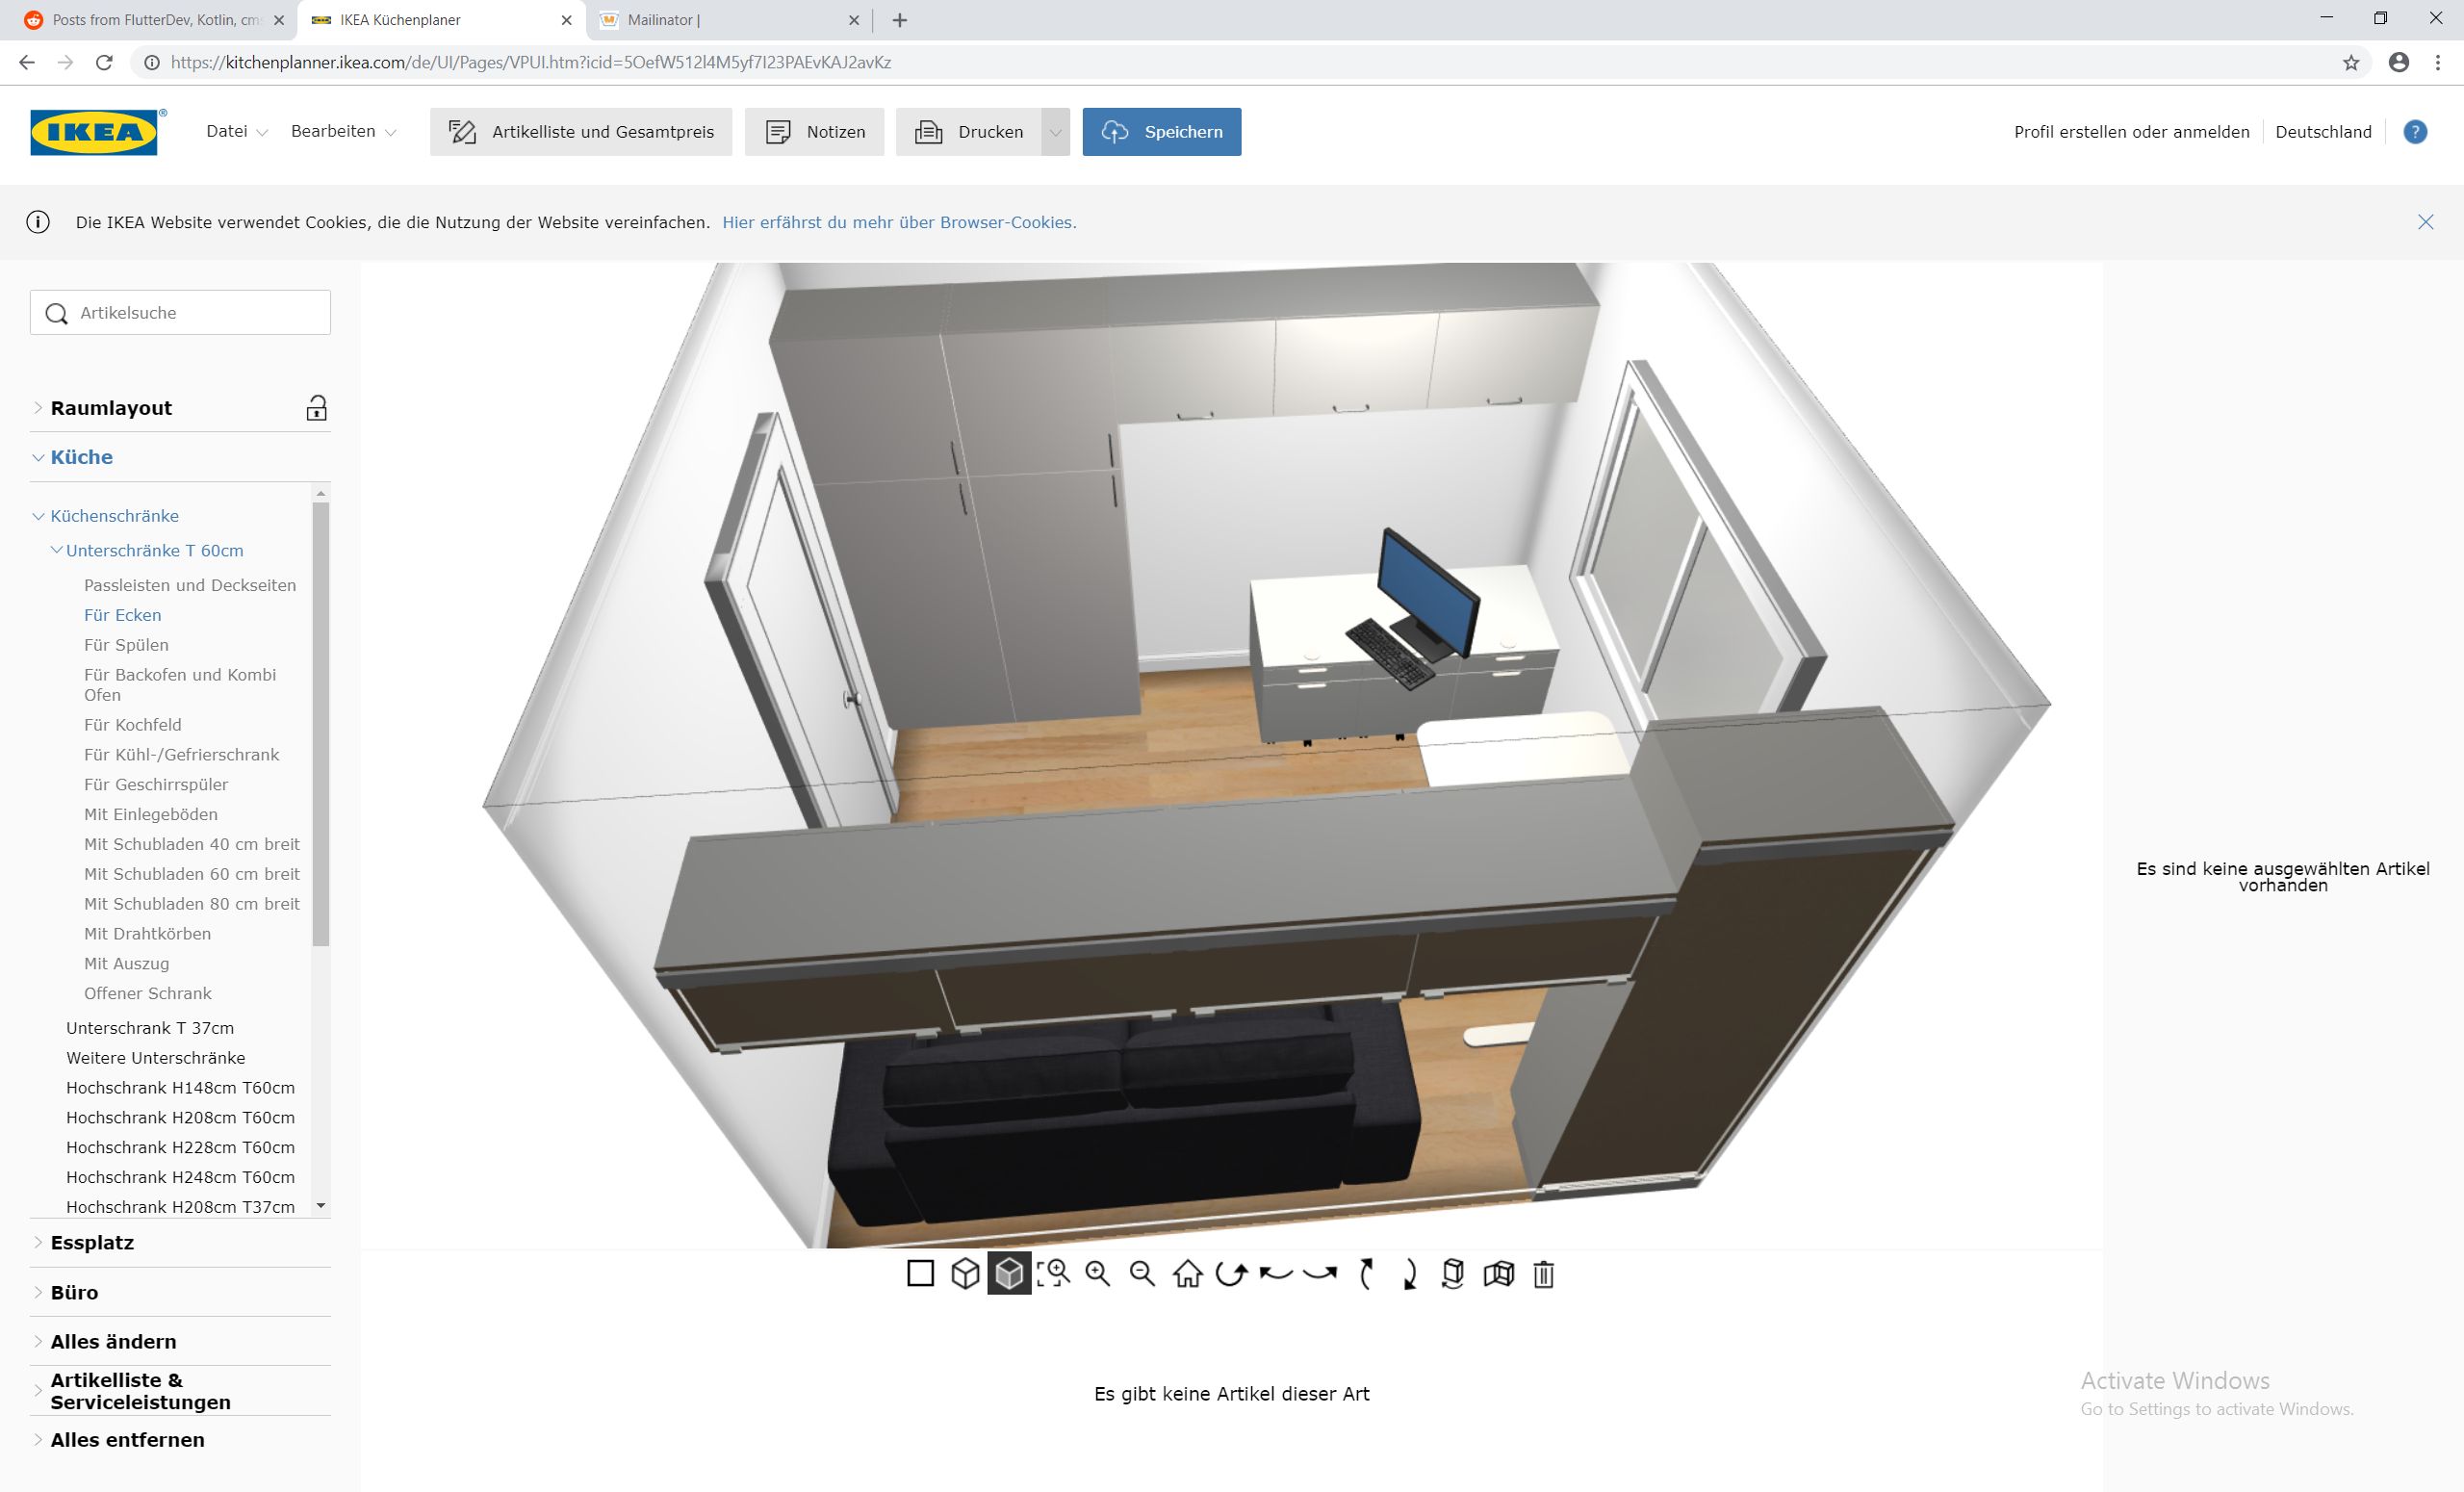 Posts from FlutterDev, Kotlin, cm
IKEA Küchenplaner
Mailinator |
https://kitchenplanner.ikea.com/de/UI/Pages/VPUI.htm?icid=5OefW512l4M5yf7I23PAEvKAJ2avKz
IKEA
Datei
Bearbeiten
Artikelliste und Gesamtpreis
Notizen
Drucken
Speichern
Profil erstellen oder anmelden
Deutschland
?
Die IKEA Website verwendet Cookies, die die Nutzung der Website vereinfachen. Hier erfährst du mehr über Browser-Cookies.
Artikelsuche
Raumlayout
Küche
Küchenschränke
Unterschränke T 60cm
Passleisten und Deckseiten
Für Ecken
Für Spülen
Für Backofen und Kombi
Ofen
Für Kochfeld
Für Kühl-/Gefrierschrank
Für Geschirrspüler
Mit Einlegeböden
Mit Schubladen 40 cm breit
Mit Schubladen 60 cm breit
Mit Schubladen 80 cm breit
Mit Drahtkörben
Mit Auszug
Offener Schrank
Unterschrank T 37cm
Weitere Unterschränke
Hochschrank H148cm T60cm
Hochschrank H208cm T60cm
Hochschrank H228cm T60cm
Hochschrank H248cm T60cm
Hochschrank H208cm T37cm
Essplatz
Büro
Alles ändern
Artikelliste &
Serviceleistungen
Alles entfernen
Es sind keine ausgewählten Artikel
vorhanden
Es gibt keine Artikel dieser Art
Activate Windows
Go to Settings to activate Windows.